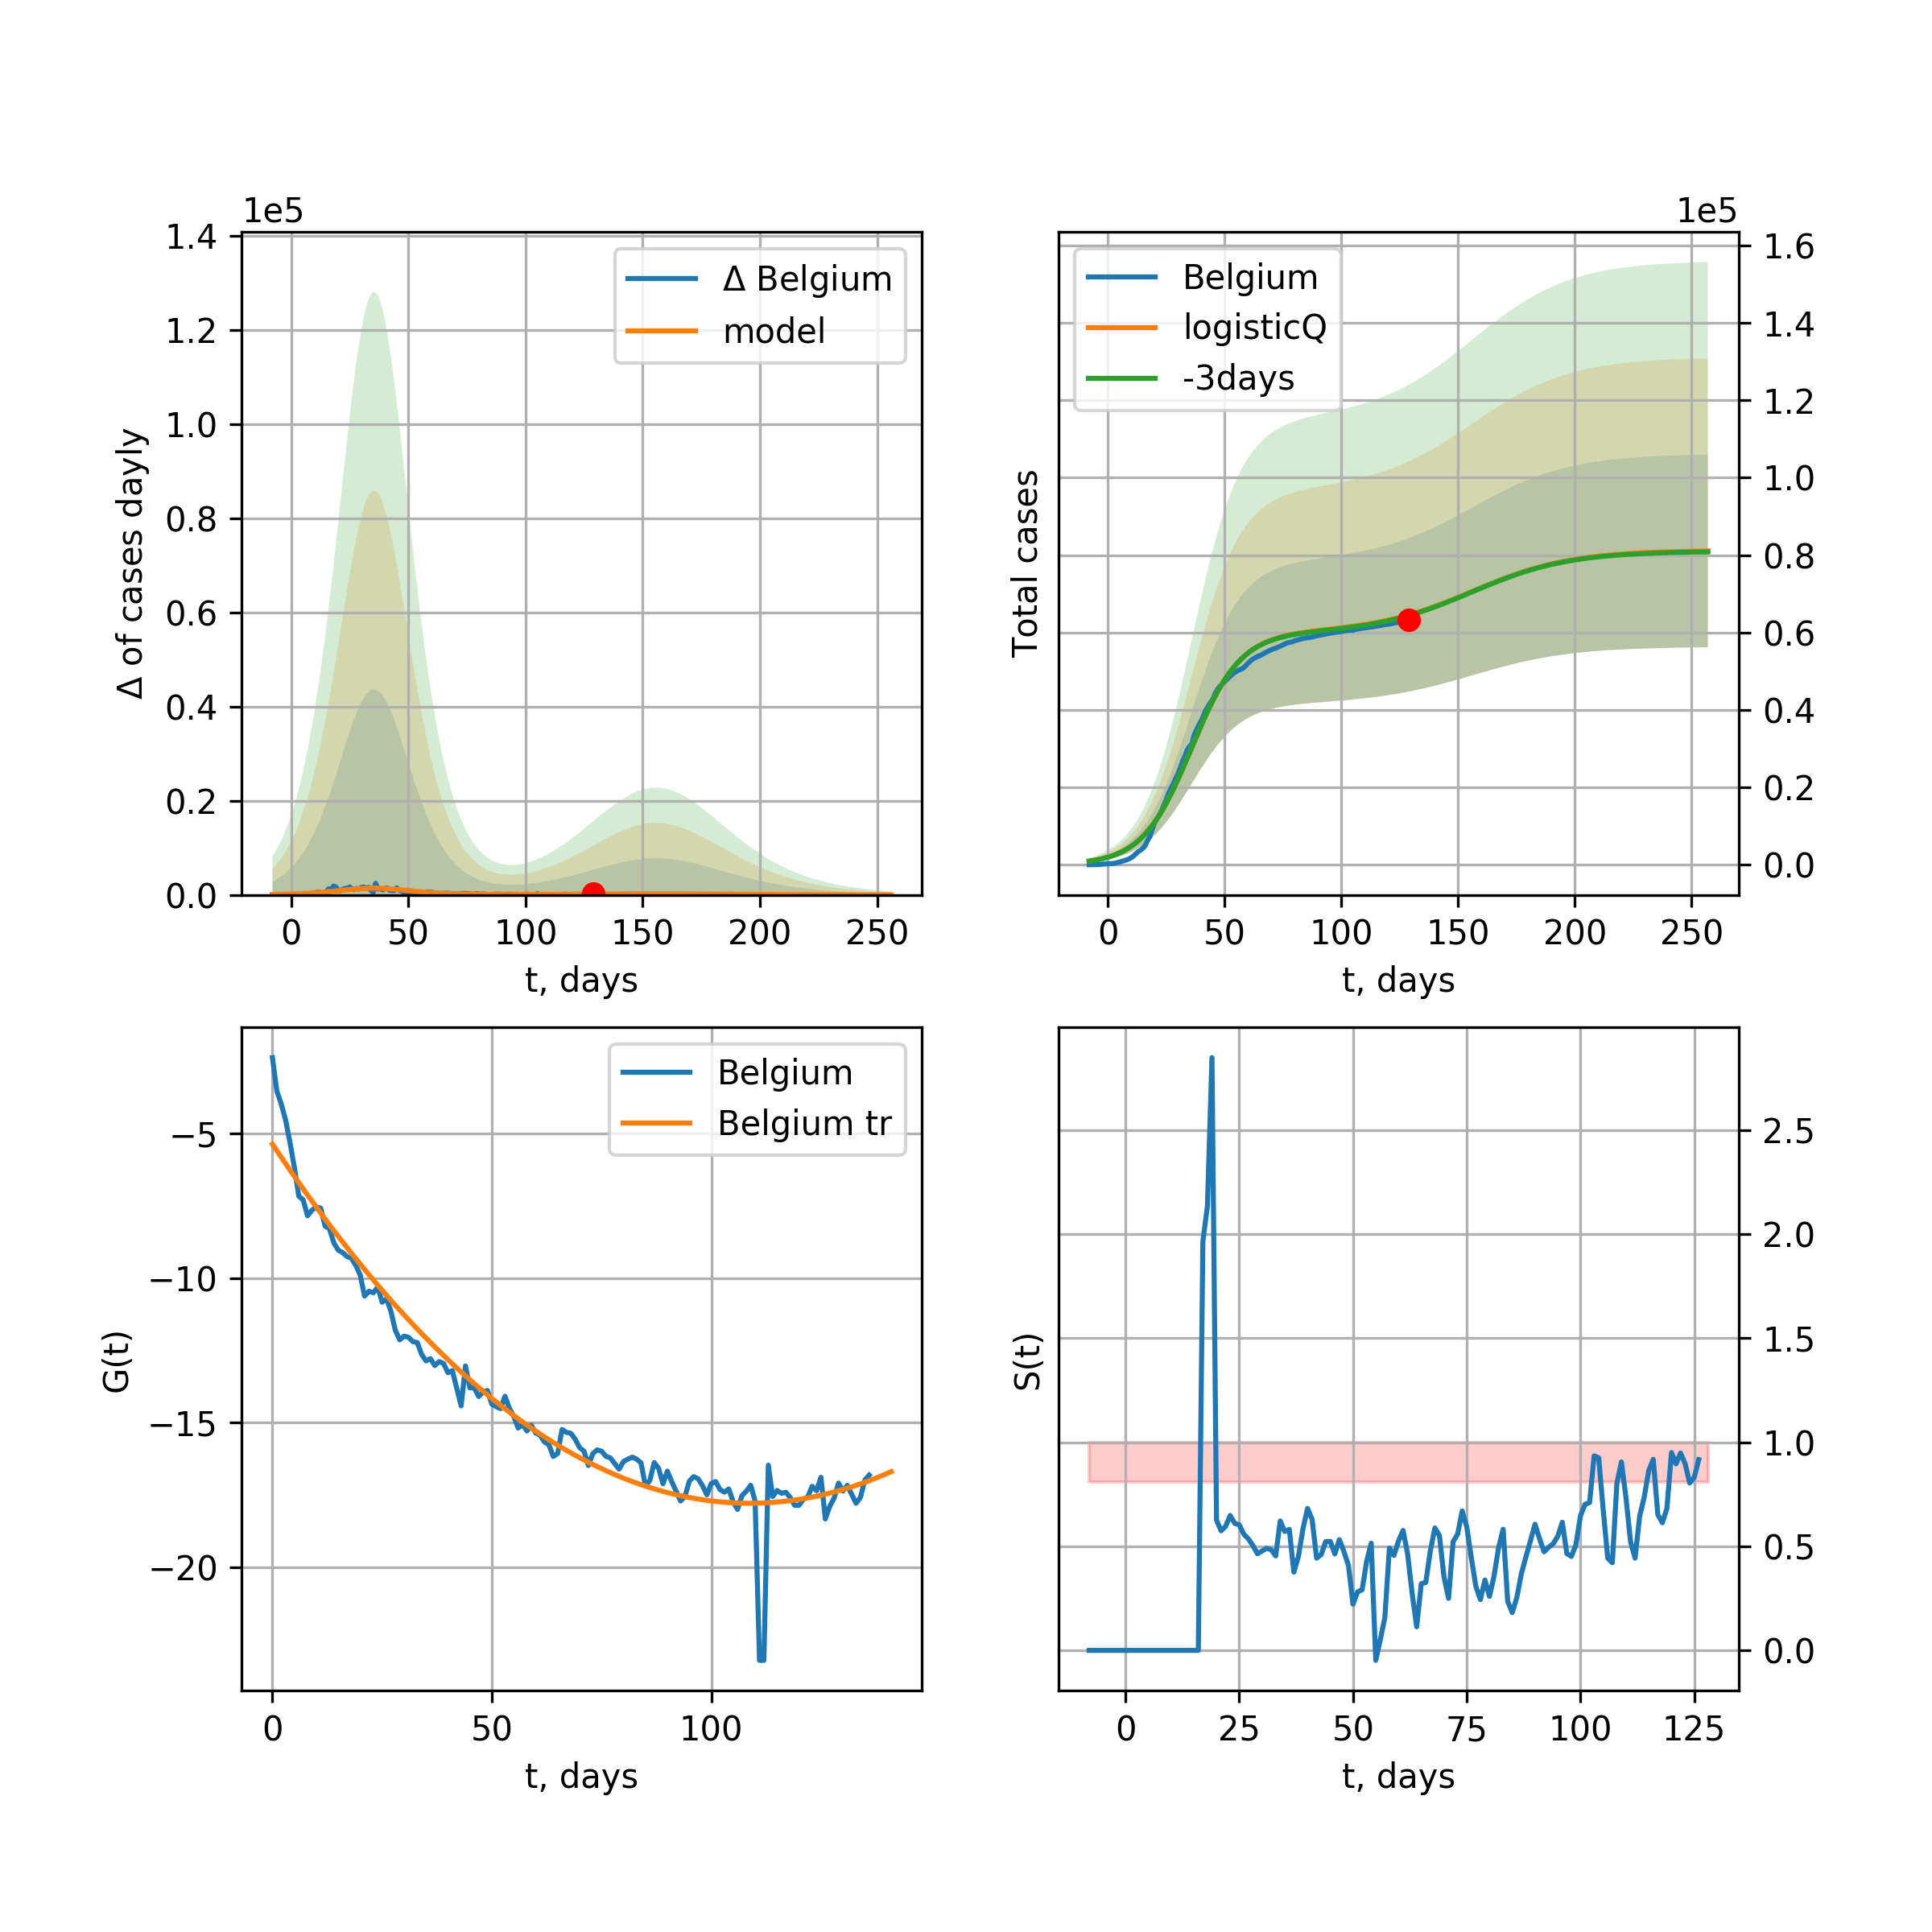 1e5
1.4
1.2
1.0
0.8
0.6
0.4
0.2
0.0
Δ of cases dayly
Δ Belgium
model
0 50 100 150 200 250
t, days
1e5
1.6
1.4
1.2
1.0
0.8
0.6
0.4
0.2
0.0
Total cases
Belgium
logisticQ
-3days
0 50 100 150 200 250
t, days
−5
−10
−15
−20
G(t)
Belgium
Belgium tr
0 50 100
t, days
2.5
2.0
1.5
1.0
0.5
0.0
S(t)
0 25 50 75 100 125
t, days